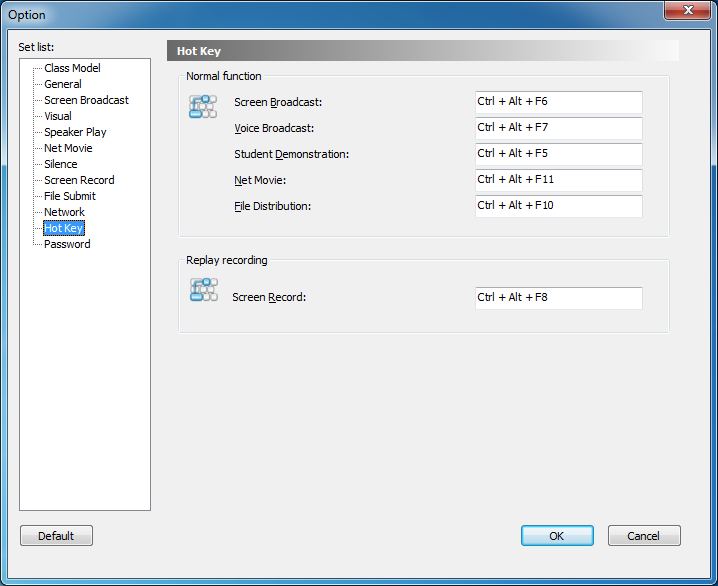 Option
Set list:
Class Model
General
Screen Broadcast
Visual
Speaker Play
Net Movie
Silence
Screen Record
File Submit
Network
Hot Key
Password
Hot Key
Normal function
Screen Broadcast: Ctrl + Alt + F6
Voice Broadcast: Ctrl + Alt + F7
Student Demonstration: Ctrl + Alt + F5
Net Movie: Ctrl + Alt + F11
File Distribution: Ctrl + Alt + F10
Replay recording
Screen Record: Ctrl + Alt + F8
Default OK Cancel